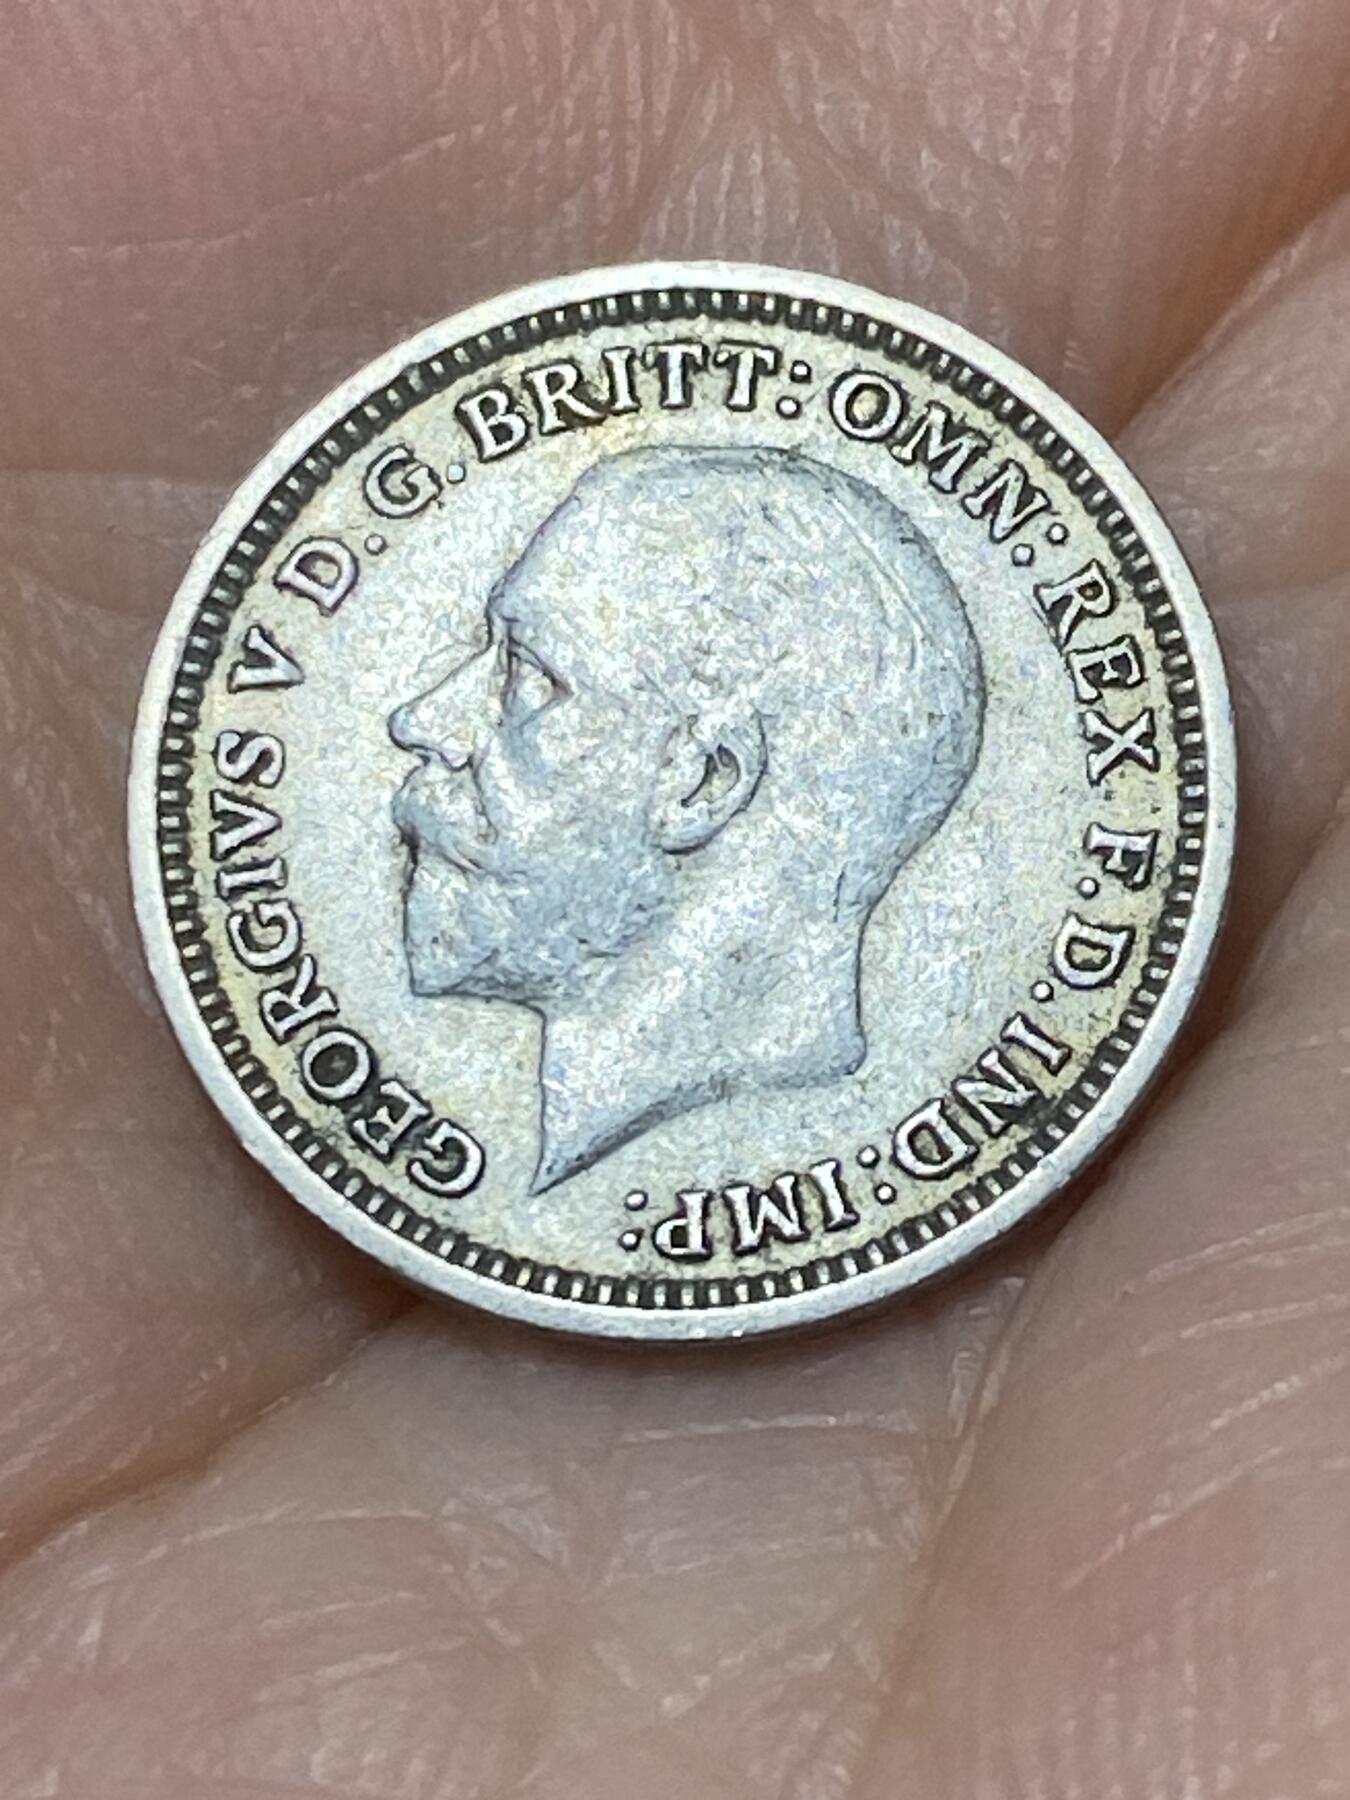 GEORGIVS V D.G. BRITT: OMN: REX F.D. IND: IMP: